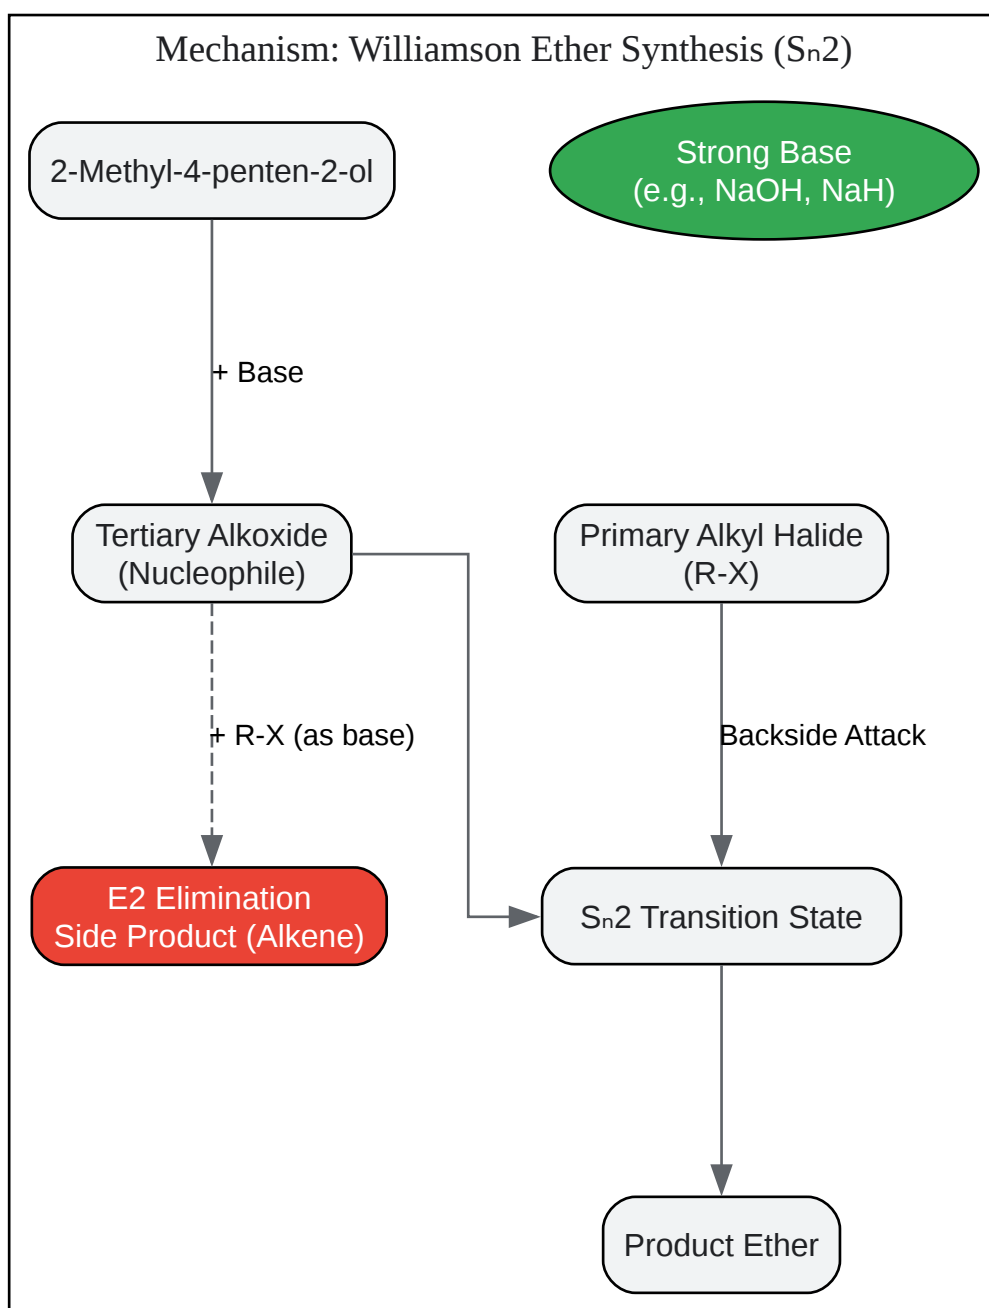 Mechanism: Williamson Ether Synthesis (Sₙ2)
2-Methyl-4-penten-2-ol
Strong Base
(e.g., NaOH, NaH)
+ Base
Tertiary Alkoxide
(Nucleophile)
Primary Alkyl Halide
(R-X)
+ R-X (as base)
Backside Attack
E2 Elimination
Side Product (Alkene)
Sₙ2 Transition State
Product Ether